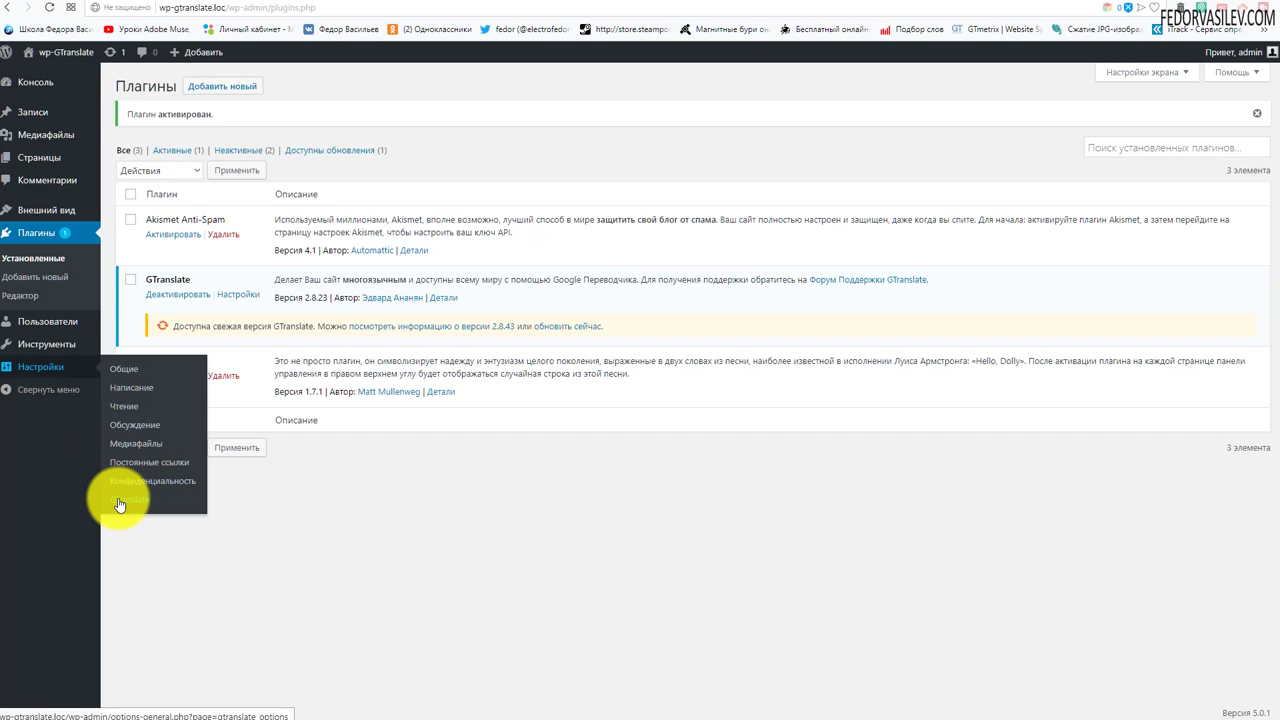 Не защищено
wp-gtranslate.loc/wp-admin/plugins.php
FEDORVASILEV.COM
Школа Федора Ва
Уроки Adobe Muse,
Личный кабинет - М
Федор Васильев
(2) Одноклассники
fedor (@electrofedo
http://store.steampo
Магнитные бури он
Подбор слов
GTmetrix | Website S
Сжатие JPG-изображ
iTrack - Сервис опре
wp-GTranslate
1
0
Добавить
Привет, admin
Консоль
Записи
Медиафайлы
Страницы
Комментарии
Внешний вид
Плагины 1
Установленные
Добавить новый
Редактор
Пользователи
Инструменты
Настройки
Свернуть меню
Общие
Написание
Чтение
Обсуждение
Медиафайлы
Постоянные ссылки
Конфиденциальность
GTranslate
Настройки экрана
Помощь
Плагины
Добавить новый
Плагин активирован.
Все (3) | Активные (1) | Неактивные (2) | Доступны обновления (1)
Поиск установленных плагинов...
Действия
Применить
3 элемента
Плагин
Описание
Akismet Anti-Spam
Активировать | Удалить
Используемый миллионами, Akismet, вполне возможно, лучший способ в мире защитить свой блог от спама. Ваш сайт полностью настроен и защищен, даже когда вы спите. Для начала: активируйте плагин Akismet, а затем перейдите на
страницу настроек Akismet, чтобы настроить ваш ключ API.
Версия 4.1 | Автор: Automattic | Детали
GTranslate
Деактивировать | Настройки
Делает Ваш сайт многоязычным и доступны всему миру с помощью Google Переводчика. Для получения поддержки обратитесь на Форум Поддержки GTranslate.
Версия 2.8.23 | Автор: Эдвард Ананян | Детали
Доступна свежая версия GTranslate. Можно посмотреть информацию о версии 2.8.43 или обновить сейчас.
Удалить
Это не просто плагин, он символизирует надежду и энтузиазм целого поколения, выраженные в двух словах из песни, наиболее известной в исполнении Луиса Армстронга: «Hello, Dolly». После активации плагина на каждой странице панели
управления в правом верхнем углу будет отображаться случайная строка из этой песни.
Версия 1.7.1 | Автор: Matt Mullenweg | Детали
Описание
Применить
3 элемента
wp-gtranslate.loc/wp-admin/options-general.php?page=gtranslate_options
Версия 5.0.1